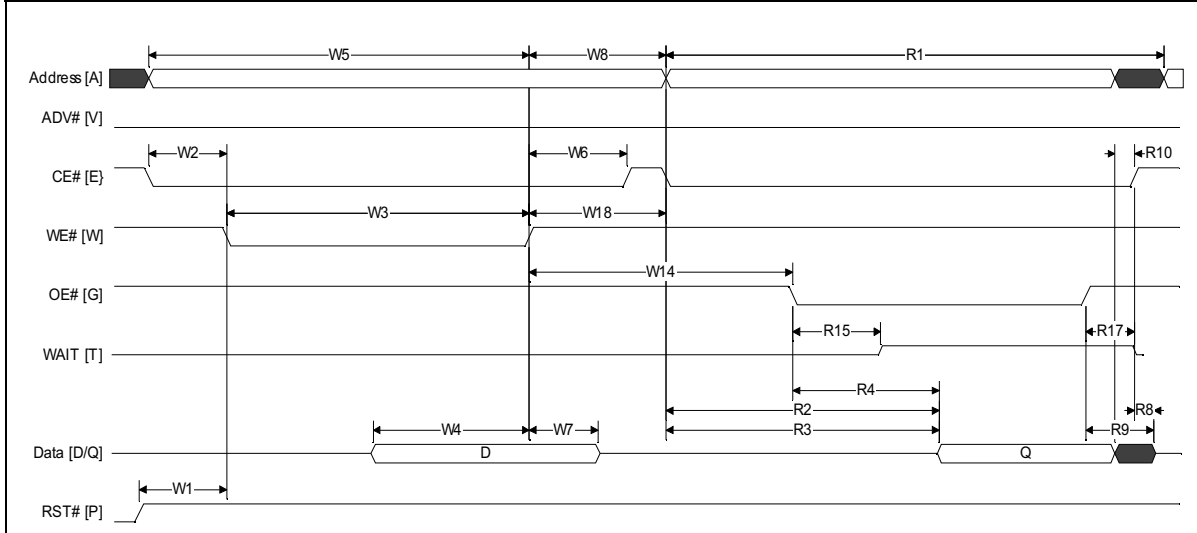 W5 W8 R1
Address [A]
ADV# [V]
W2 W6 R10
CE# [E}
W3 W18
WE# [W]
W14
OE# [G]
R15 R17
WAIT [T]
R4
R2 R8
W4 W7 R3 R9
Data [D/Q] D Q
W1
RST# [P]